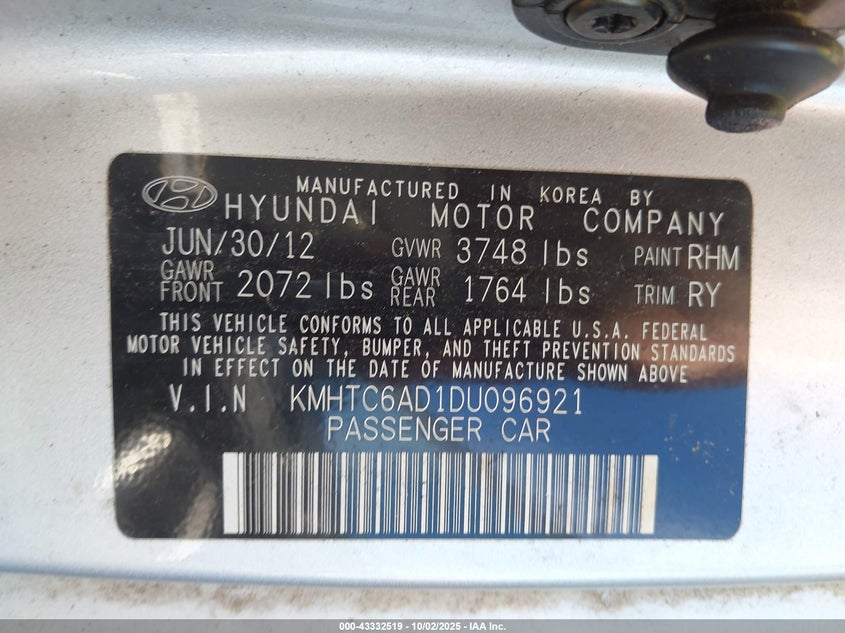 MANUFACTURED IN KOREA BY
HYUNDAI MOTOR COMPANY
JUN/30/12 GVWR 3748 lbs PAINT RHM
GAWR FRONT 2072 lbs GAWR REAR 1764 lbs TRIM RY
THIS VEHICLE CONFORMS TO ALL APPLICABLE U.S.A. FEDERAL
MOTOR VEHICLE SAFETY, BUMPER, AND THEFT PREVENTION STANDARDS
IN EFFECT ON THE DATE OF MANUFACTURE SHOWN ABOVE
V.I.N KMHTC6AD1DU096921
PASSENGER CAR
000-43332519 - 10/02/2025 - IAA Inc.